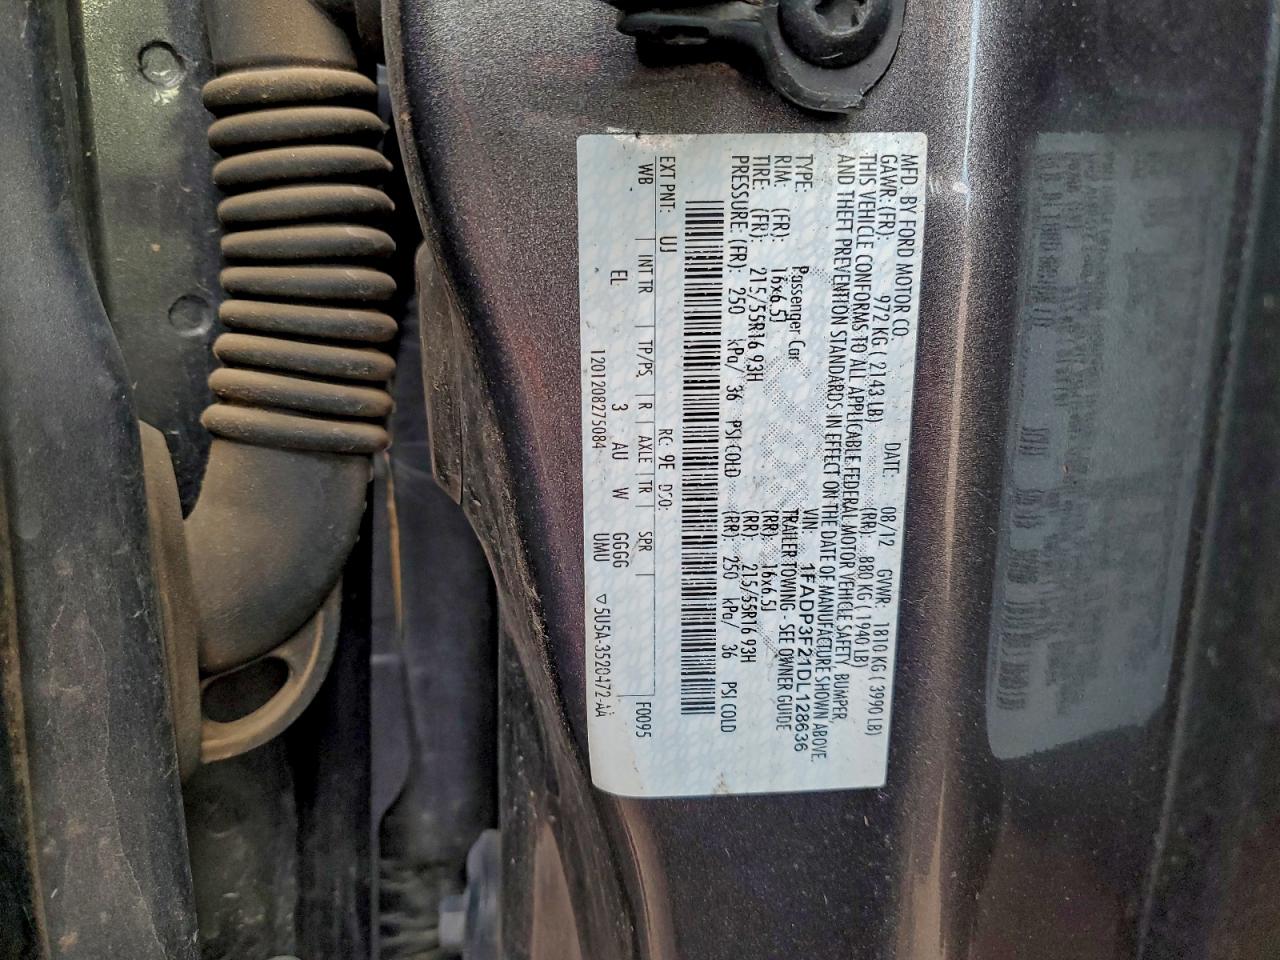 MFD. BY FORD MOTOR CO.
DATE: 08/12 GVWR: 1810 KG ( 3990 LB)
GAWR: (FR): 972 KG ( 2143 LB) (RR): 880 KG ( 1940 LB)
THIS VEHICLE CONFORMS TO ALL APPLICABLE FEDERAL MOTOR VEHICLE SAFETY, BUMPER,
AND THEFT PREVENTION STANDARDS IN EFFECT ON THE DATE OF MANUFACTURE SHOWN ABOVE.
VIN: 1FADP3F21DL128636
TYPE: Passenger Car TRAILER TOWING - SEE OWNER GUIDE
RIM: (FR): 16x6.5J (RR): 16x6.5J
TIRE: (FR): 215/55R16 93H (RR): 215/55R16 93H
PRESSURE: (FR): 250 kPa/ 36 PSI COLD (RR): 250 kPa/ 36 PSI COLD
EXT PNT: UJ RC: 9E DSO: F0095
WB INT TR TP/PS R AXLE TR SPR
EL 3 AU W GGGG
1201208275084 UMU ▽5U5A-3520472-AA